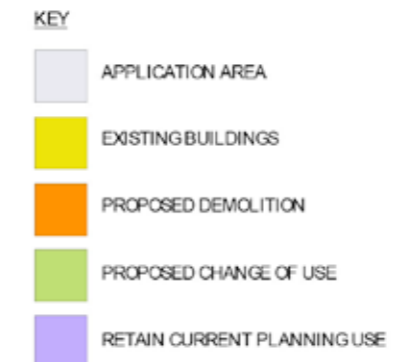 KEY
APPLICATION AREA
EXISTING BUILDINGS
PROPOSED DEMOLITION
PROPOSED CHANGE OF USE
RETAIN CURRENT PLANNING USE